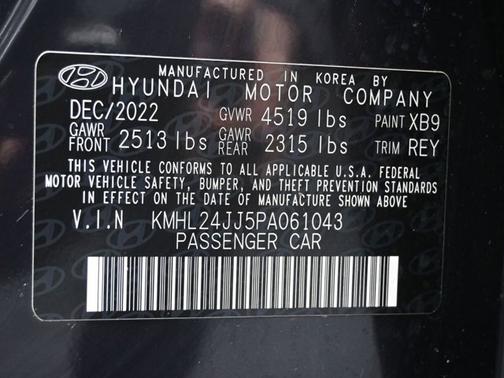 MANUFACTURED IN KOREA BY
HYUNDAI MOTOR COMPANY
DEC/2022 GVWR 4519 lbs PAINT XB9
GAWR FRONT 2513 lbs GAWR REAR 2315 lbs TRIM REY
THIS VEHICLE CONFORMS TO ALL APPLICABLE U.S.A. FEDERAL
MOTOR VEHICLE SAFETY, BUMPER, AND THEFT PREVENTION STANDARDS
IN EFFECT ON THE DATE OF MANUFACTURE SHOWN ABOVE.
V.I.N KMHL24JJ5PA061043
PASSENGER CAR